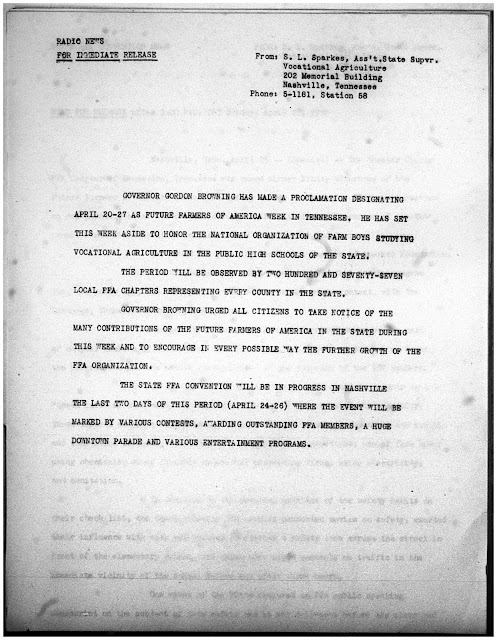 RADIO NEWS
FOR IMMEDIATE RELEASE
From: S. L. Sparkes, Ass't.State Supvr.
Vocational Agriculture
202 Memorial Building
Nashville, Tennessee
Phone: 5-1161, Station 58
GOVERNOR GORDON BROWNING HAS MADE A PROCLAMATION DESIGNATING
APRIL 20-27 AS FUTURE FARMERS OF AMERICA WEEK IN TENNESSEE. HE HAS SET
THIS WEEK ASIDE TO HONOR THE NATIONAL ORGANIZATION OF FARM BOYS STUDYING
VOCATIONAL AGRICULTURE IN THE PUBLIC HIGH SCHOOLS OF THE STATE.
THE PERIOD WILL BE OBSERVED BY TWO HUNDRED AND SEVENTY-SEVEN
LOCAL FFA CHAPTERS REPRESENTING EVERY COUNTY IN THE STATE.
GOVERNOR BROWNING URGED ALL CITIZENS TO TAKE NOTICE OF THE
MANY CONTRIBUTIONS OF THE FUTURE FARMERS OF AMERICA IN THE STATE DURING
THIS WEEK AND TO ENCOURAGE IN EVERY POSSIBLE WAY THE FURTHER GROWTH OF THE
FFA ORGANIZATION.
THE STATE FFA CONVENTION WILL BE IN PROGRESS IN NASHVILLE
THE LAST TWO DAYS OF THIS PERIOD (APRIL 24-26) WHERE THE EVENT WILL BE
MARKED BY VARIOUS CONTESTS, AWARDING OUTSTANDING FFA MEMBERS, A HUGE
DOWNTOWN PARADE AND VARIOUS ENTERTAINMENT PROGRAMS.